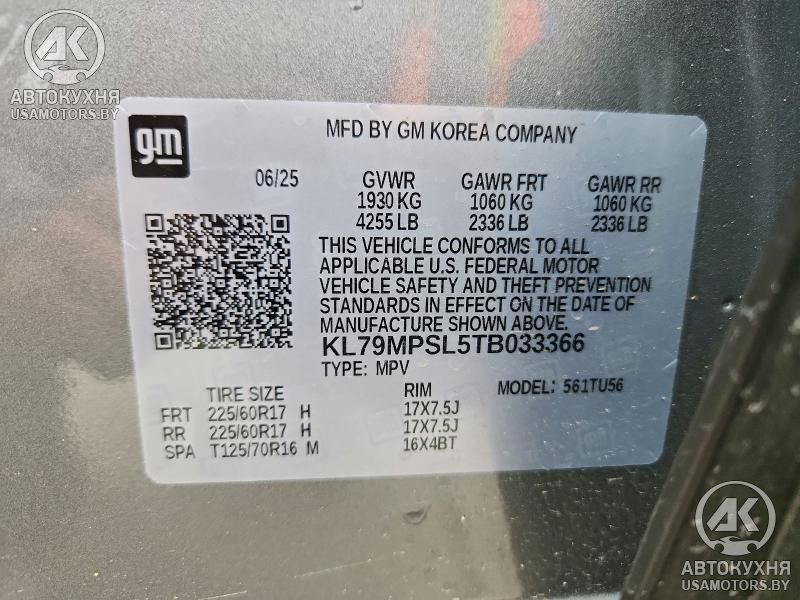 AK
АВТОКУХНЯ
USAMOTORS.BY
gm
MFD BY GM KOREA COMPANY
06/25 GVWR GAWR FRT GAWR RR
1930 KG 1060 KG 1060 KG
4255 LB 2336 LB 2336 LB
THIS VEHICLE CONFORMS TO ALL
APPLICABLE U.S. FEDERAL MOTOR
VEHICLE SAFETY AND THEFT PREVENTION
STANDARDS IN EFFECT ON THE DATE OF
MANUFACTURE SHOWN ABOVE.
KL79MPSL5TB033366
TYPE: MPV MODEL: 561TU56
TIRE SIZE RIM
FRT 225/60R17 H 17X7.5J
RR 225/60R17 H 17X7.5J
SPA T125/70R16 M 16X4BT
AK
АВТОКУХНЯ
USAMOTORS.BY